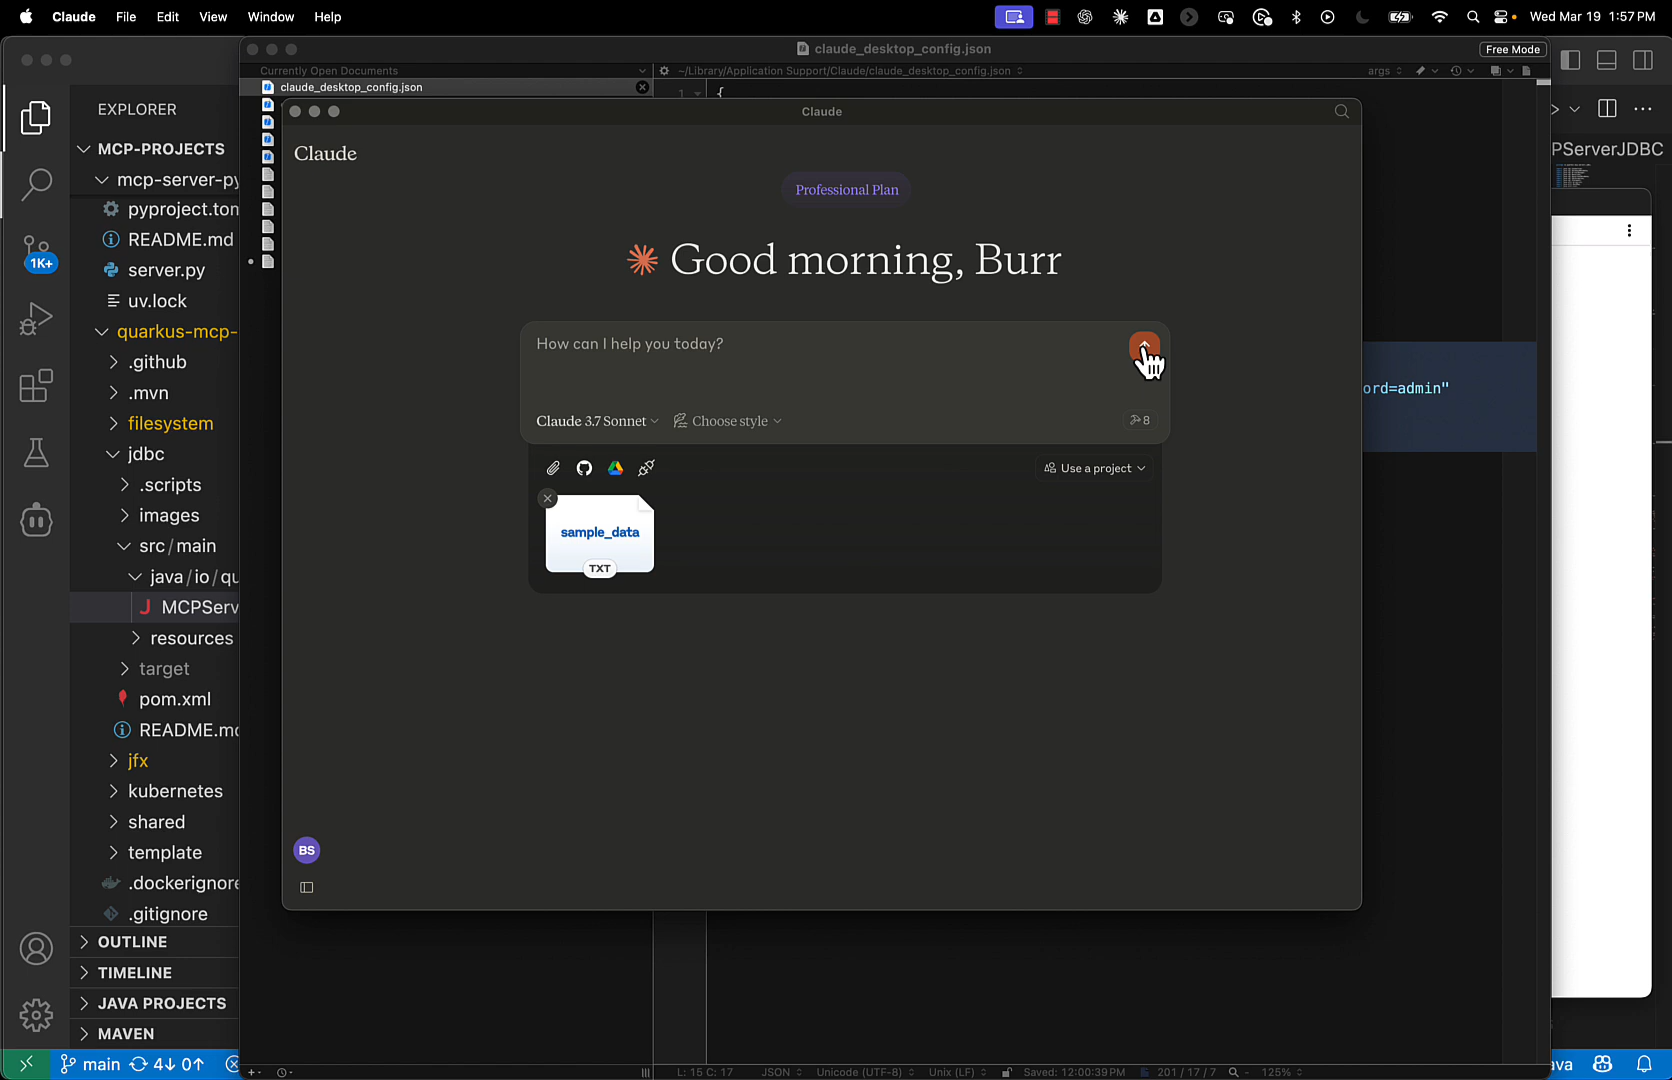 Claude File Edit View Window Help
Wed Mar 19 1:57 PM
claude_desktop_config.json
Free Mode
Currently Open Documents
~/Library/Application Support/Claude/claude_desktop_config.json
args
claude_desktop_config.json
1
{
EXPLORER
MCP-PROJECTS
mcp-server-py
pyproject.tom
README.md
server.py
uv.lock
quarkus-mcp-
.github
.mvn
filesystem
jdbc
.scripts
images
src/main
java/io/qu
MCPServ
resources
target
pom.xml
README.md
jfx
kubernetes
shared
template
.dockerignore
.gitignore
OUTLINE
TIMELINE
JAVA PROJECTS
MAVEN
1K+
main 4↓ 0↑
Claude
Claude
Professional Plan
Good morning, Burr
How can I help you today?
Claude 3.7 Sonnet
Choose style
8
Use a project
sample_data
TXT
BS
PServerJDBC
ord=admin"
L: 15 C: 17
JSON
Unicode (UTF-8)
Unix (LF)
Saved: 12:00:39 PM
201 / 17 / 7
125%
ava